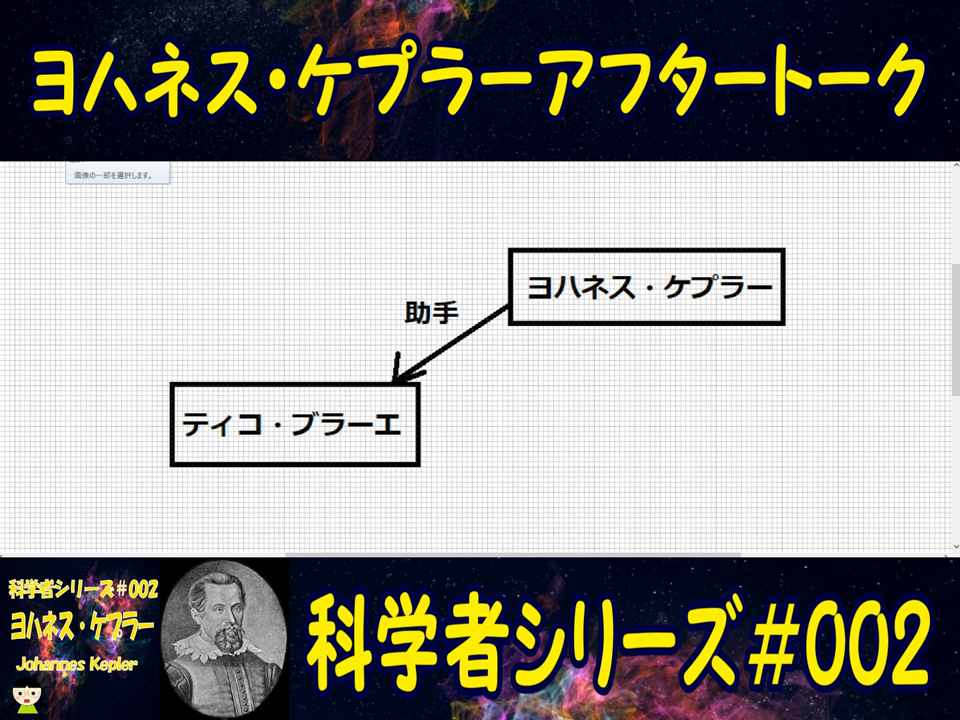 ヨハネス・ケプラーアフタートーク
画像の一部を選択します。
ヨハネス・ケプラー
助手
ティコ・ブラーエ
科学者シリーズ#002
ヨハネス・ケプラー
Johannes Kepler
科学者シリーズ#002